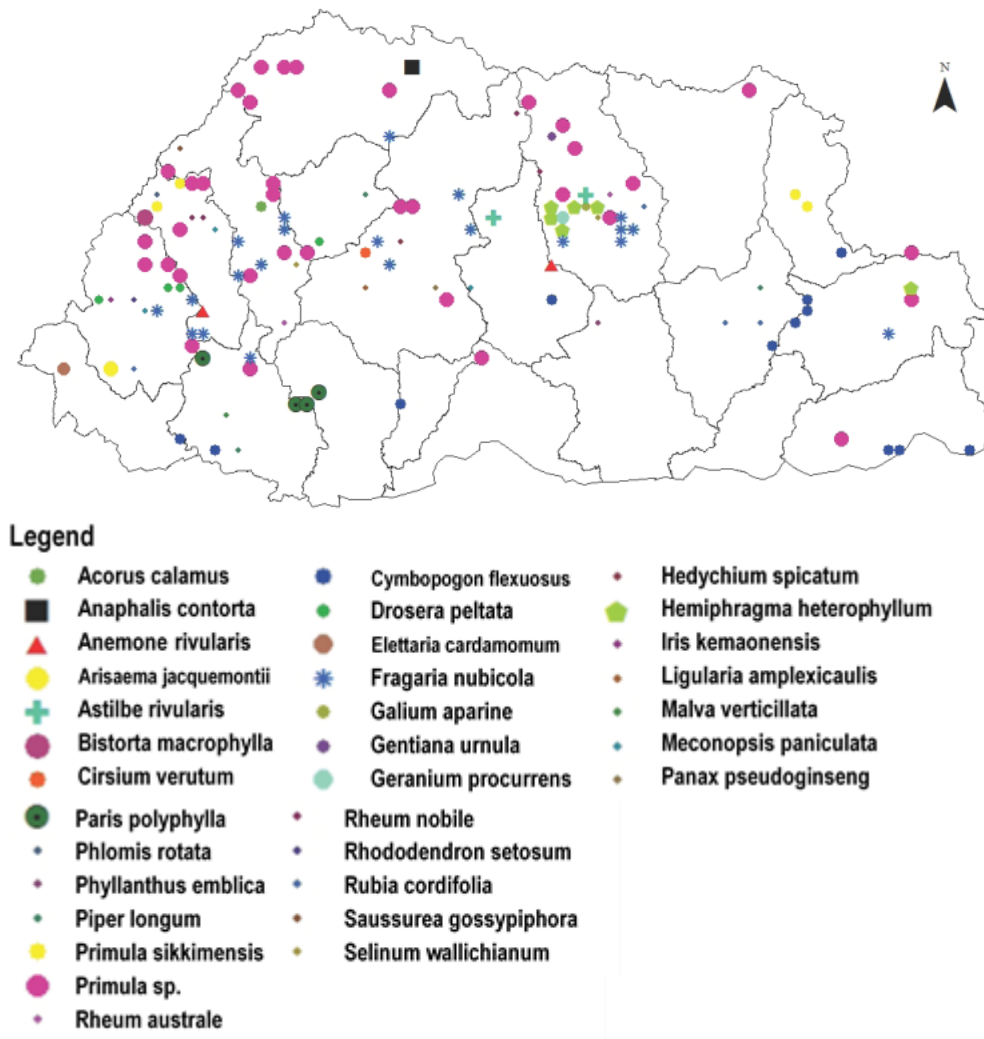 N
Legend
Acorus calamus
Anaphalis contorta
Anemone rivularis
Arisaema jacquemontii
Astilbe rivularis
Bistorta macrophylla
Cirsium verutum
Cymbopogon flexuosus
Drosera peltata
Elettaria cardamomum
Fragaria nubicola
Galium aparine
Gentiana urnula
Geranium procurrens
Hedychium spicatum
Hemiphragma heterophyllum
Iris kemaonensis
Ligularia amplexicaulis
Malva verticillata
Meconopsis paniculata
Panax pseudoginseng
Paris polyphylla
Phlomis rotata
Phyllanthus emblica
Piper longum
Primula sikkimensis
Primula sp.
Rheum australe
Rheum nobile
Rhododendron setosum
Rubia cordifolia
Saussurea gossypiphora
Selinum wallichianum